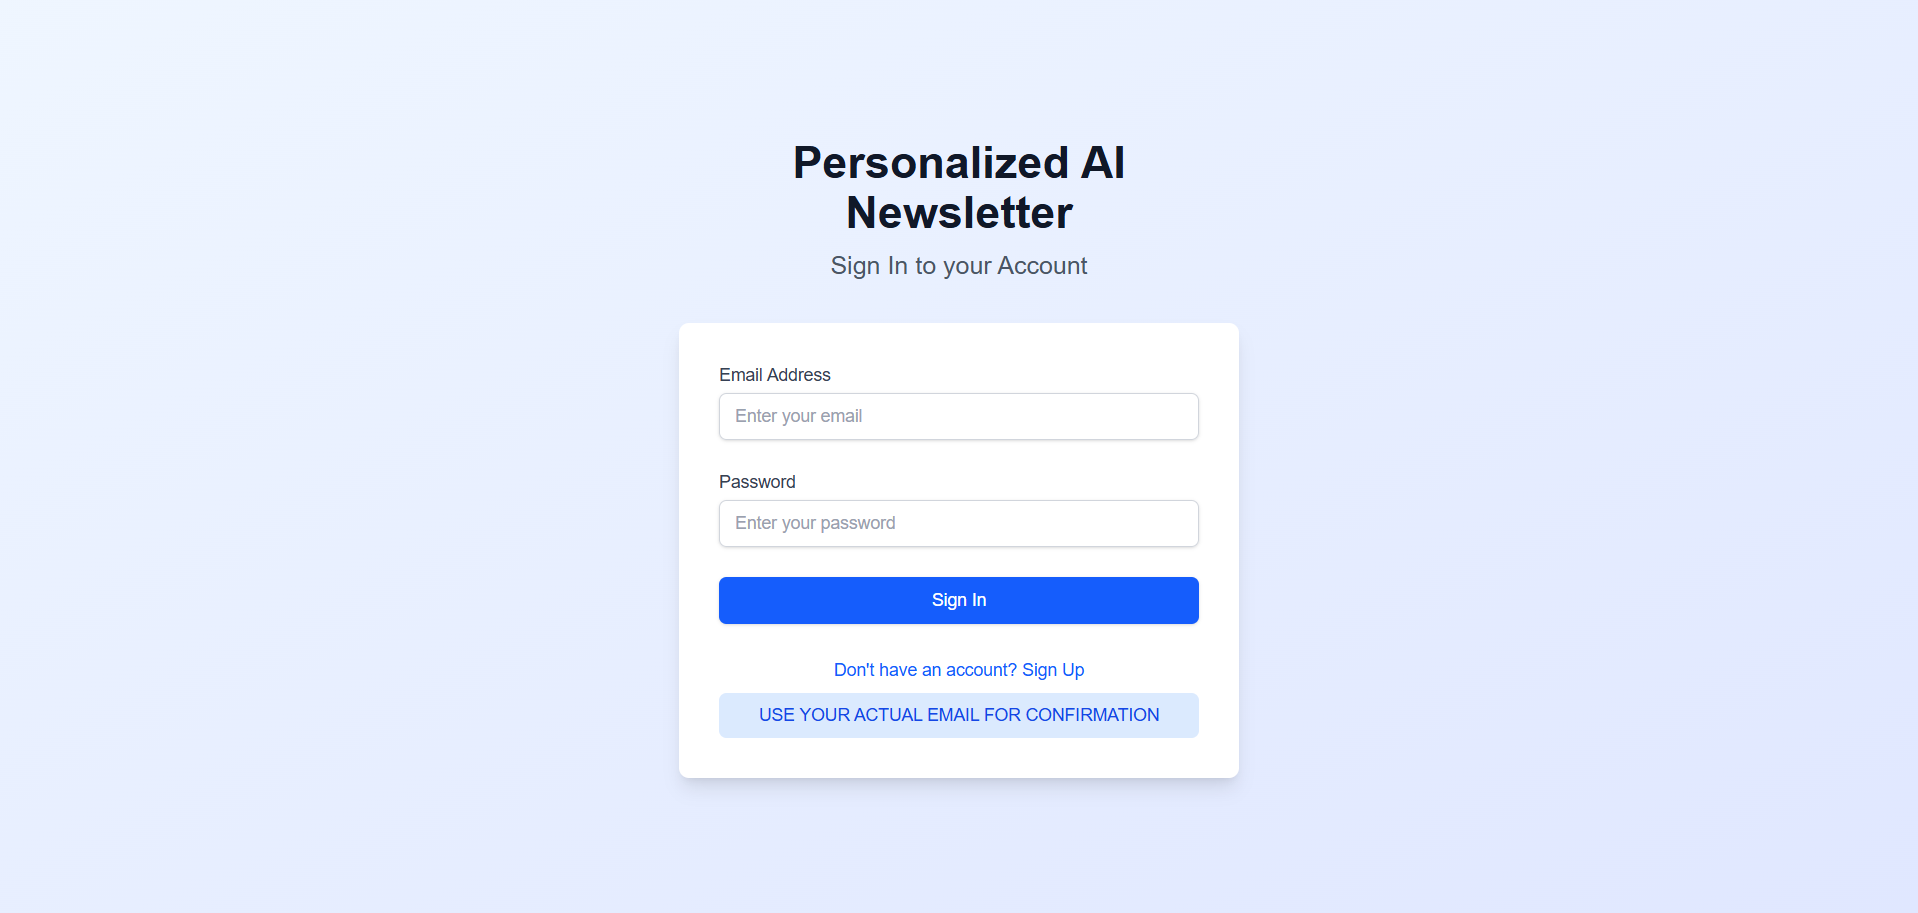 Personalized AI
Newsletter
Sign In to your Account
Email Address
Enter your email
Password
Enter your password
Sign In
Don't have an account? Sign Up
USE YOUR ACTUAL EMAIL FOR CONFIRMATION